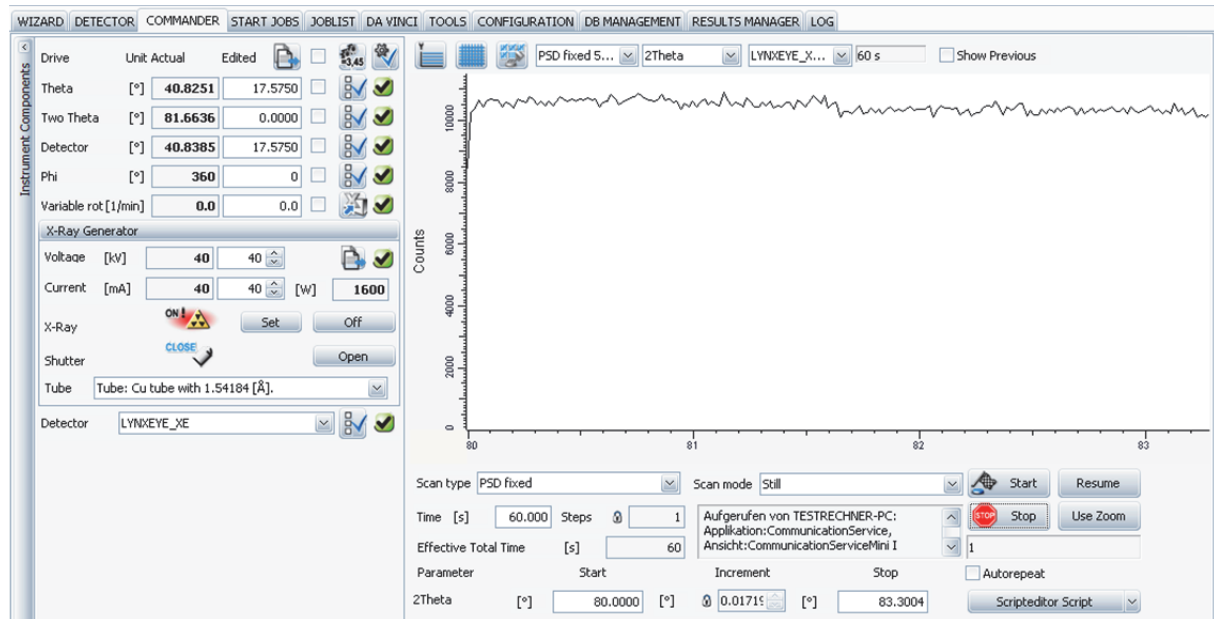 WIZARD DETECTOR COMMANDER START JOBS JOBLIST DA VINCI TOOLS CONFIGURATION DB MANAGEMENT RESULTS MANAGER LOG
Instrument Components
Drive Unit Actual Edited 3,45
Theta [°] 40.8251 17.5750
Two Theta [°] 81.6636 0.0000
Detector [°] 40.8385 17.5750
Phi [°] 360 0
Variable rot [1/min] 0.0 0.0
X-Ray Generator
Voltage [kV] 40 40
Current [mA] 40 40 [W] 1600
X-Ray ON! Set Off
Shutter CLOSE Open
Tube Tube: Cu tube with 1.54184 [Å].
Detector LYNXEYE_XE
Y PSD fixed 5... 2Theta LYNXEYE_X... 60 s Show Previous
Counts
10000
8000
6000
4000
2000
0
80 81 82 83
Scan type PSD fixed Scan mode Still Start Resume
Time [s] 60.000 Steps 1 STOP Stop Use Zoom
Aufgerufen von TESTRECHNER-PC:
Applikation:CommunicationService,
Ansicht:CommunicationServiceMini I
Effective Total Time [s] 60 1
Parameter Start Increment Stop Autorepeat
2Theta [°] 80.0000 [°] 0.01719 [°] 83.3004 Scripteditor Script